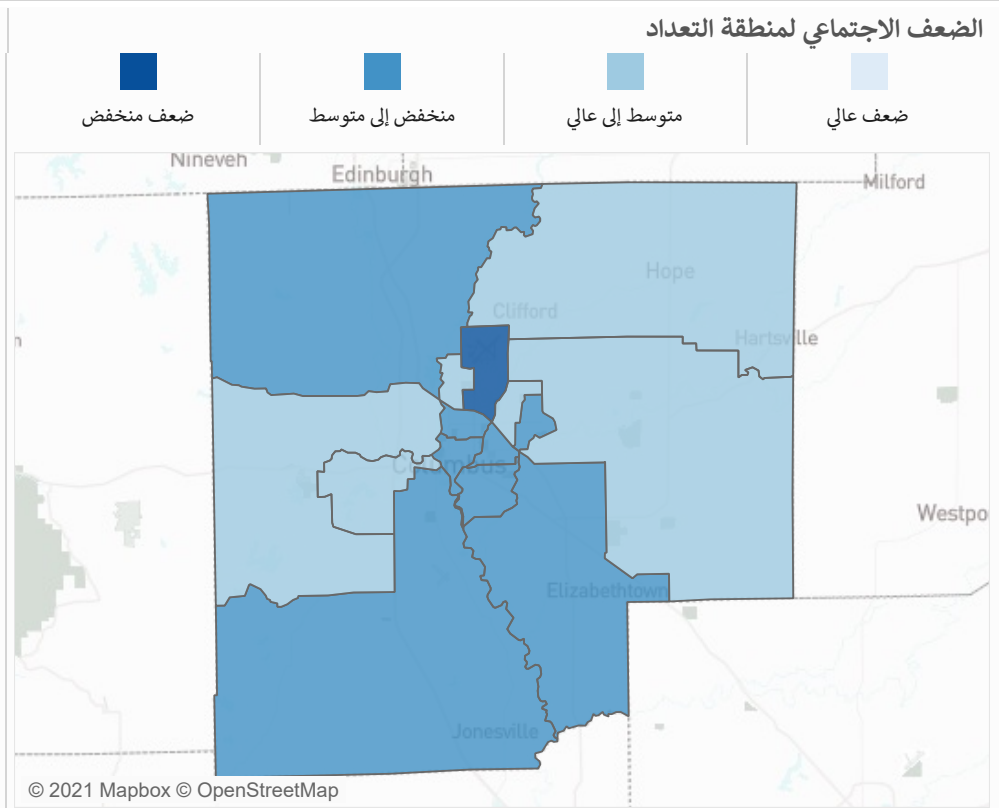 الضعف الاجتماعي لمنطقة التعداد
ضعف عالي
متوسط إلى عالي
منخفض إلى متوسط
ضعف منخفض
Nineveh
Edinburgh
Milford
Hope
Clifford
Hartsville
n
Columbus
Westpo
Elizabethtown
Jonesville
© 2021 Mapbox © OpenStreetMap